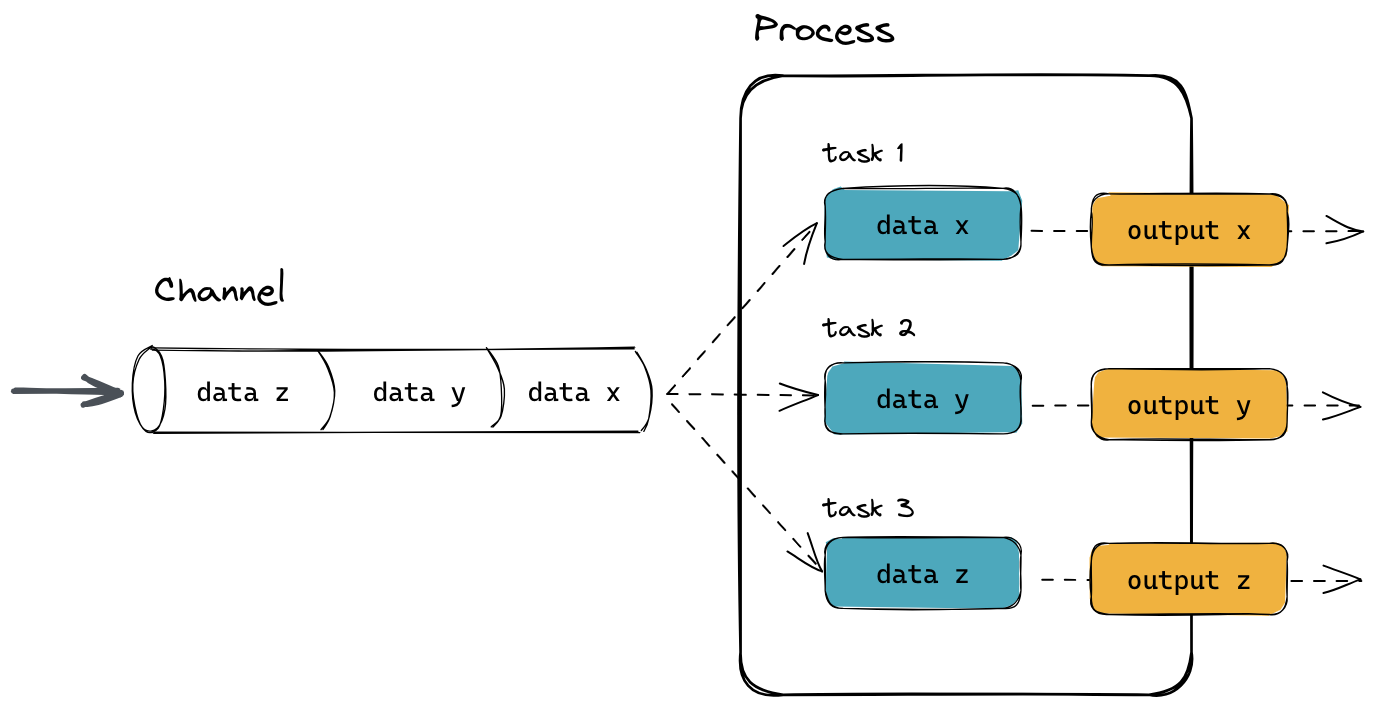 Process
Channel
data z
data y
data x
task 1
data x
output x
task 2
data y
output y
task 3
data z
output z